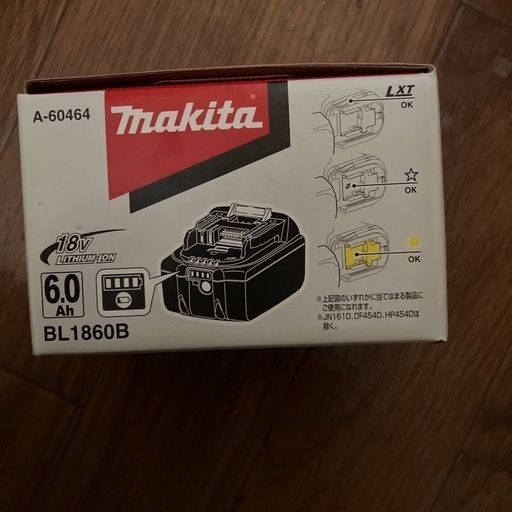 A-60464
makita®
LXT
OK
☆
OK
OK
18V
LITHIUM-ION
6.0
Ah
BL1860B
※上記図のいずれかに当てはまる製品に
ご使用になれます。
※JN161D、DF454D、HP454Dは
除く。